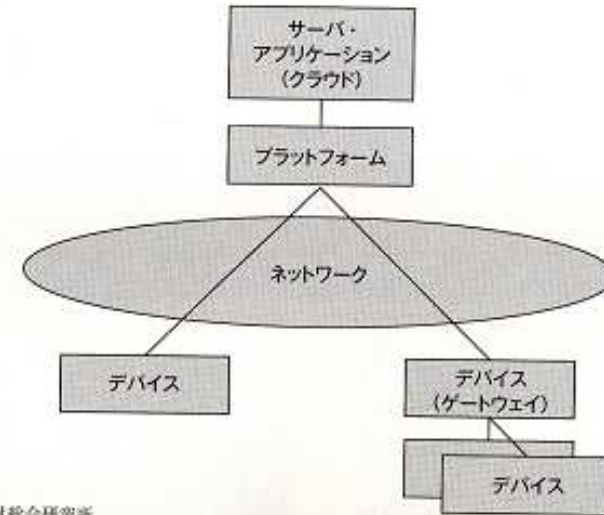 サーバ・
アプリケーション
(クラウド)
プラットフォーム
ネットワーク
デバイス
デバイス
(ゲートウェイ)
デバイス